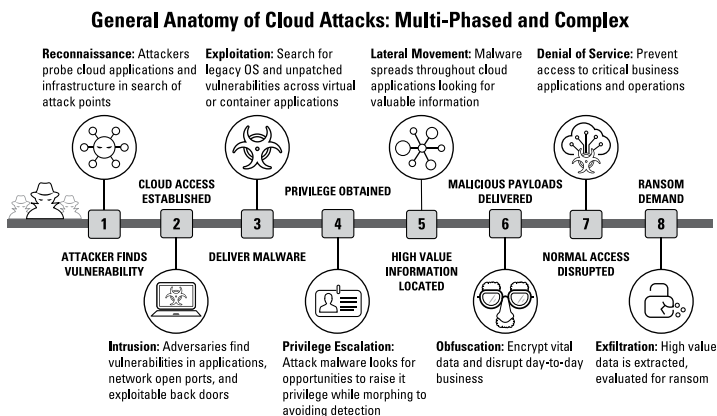 General Anatomy of Cloud Attacks: Multi-Phased and Complex
Reconnaissance: Attackers
probe cloud applications and
infrastructure in search of
attack points
Exploitation: Search for
legacy OS and unpatched
vulnerabilities across virtual
or container applications
Lateral Movement: Malware
spreads throughout cloud
applications looking for
valuable information
Denial of Service: Prevent
access to critical business
applications and operations
CLOUD ACCESS
ESTABLISHED
PRIVILEGE OBTAINED
MALICIOUS PAYLOADS
DELIVERED
RANSOM
DEMAND
1
2
3
4
5
6
7
8
ATTACKER FINDS
VULNERABILITY
DELIVER MALWARE
HIGH VALUE
INFORMATION
LOCATED
NORMAL ACCESS
DISRUPTED
Intrusion: Adversaries find
vulnerabilities in applications,
network open ports, and
exploitable back doors
Privilege Escalation:
Attack malware looks for
opportunities to raise it
privilege while morphing to
avoiding detection
Obfuscation: Encrypt vital
data and disrupt day-to-day
business
Exfiltration: High value
data is extracted,
evaluated for ransom